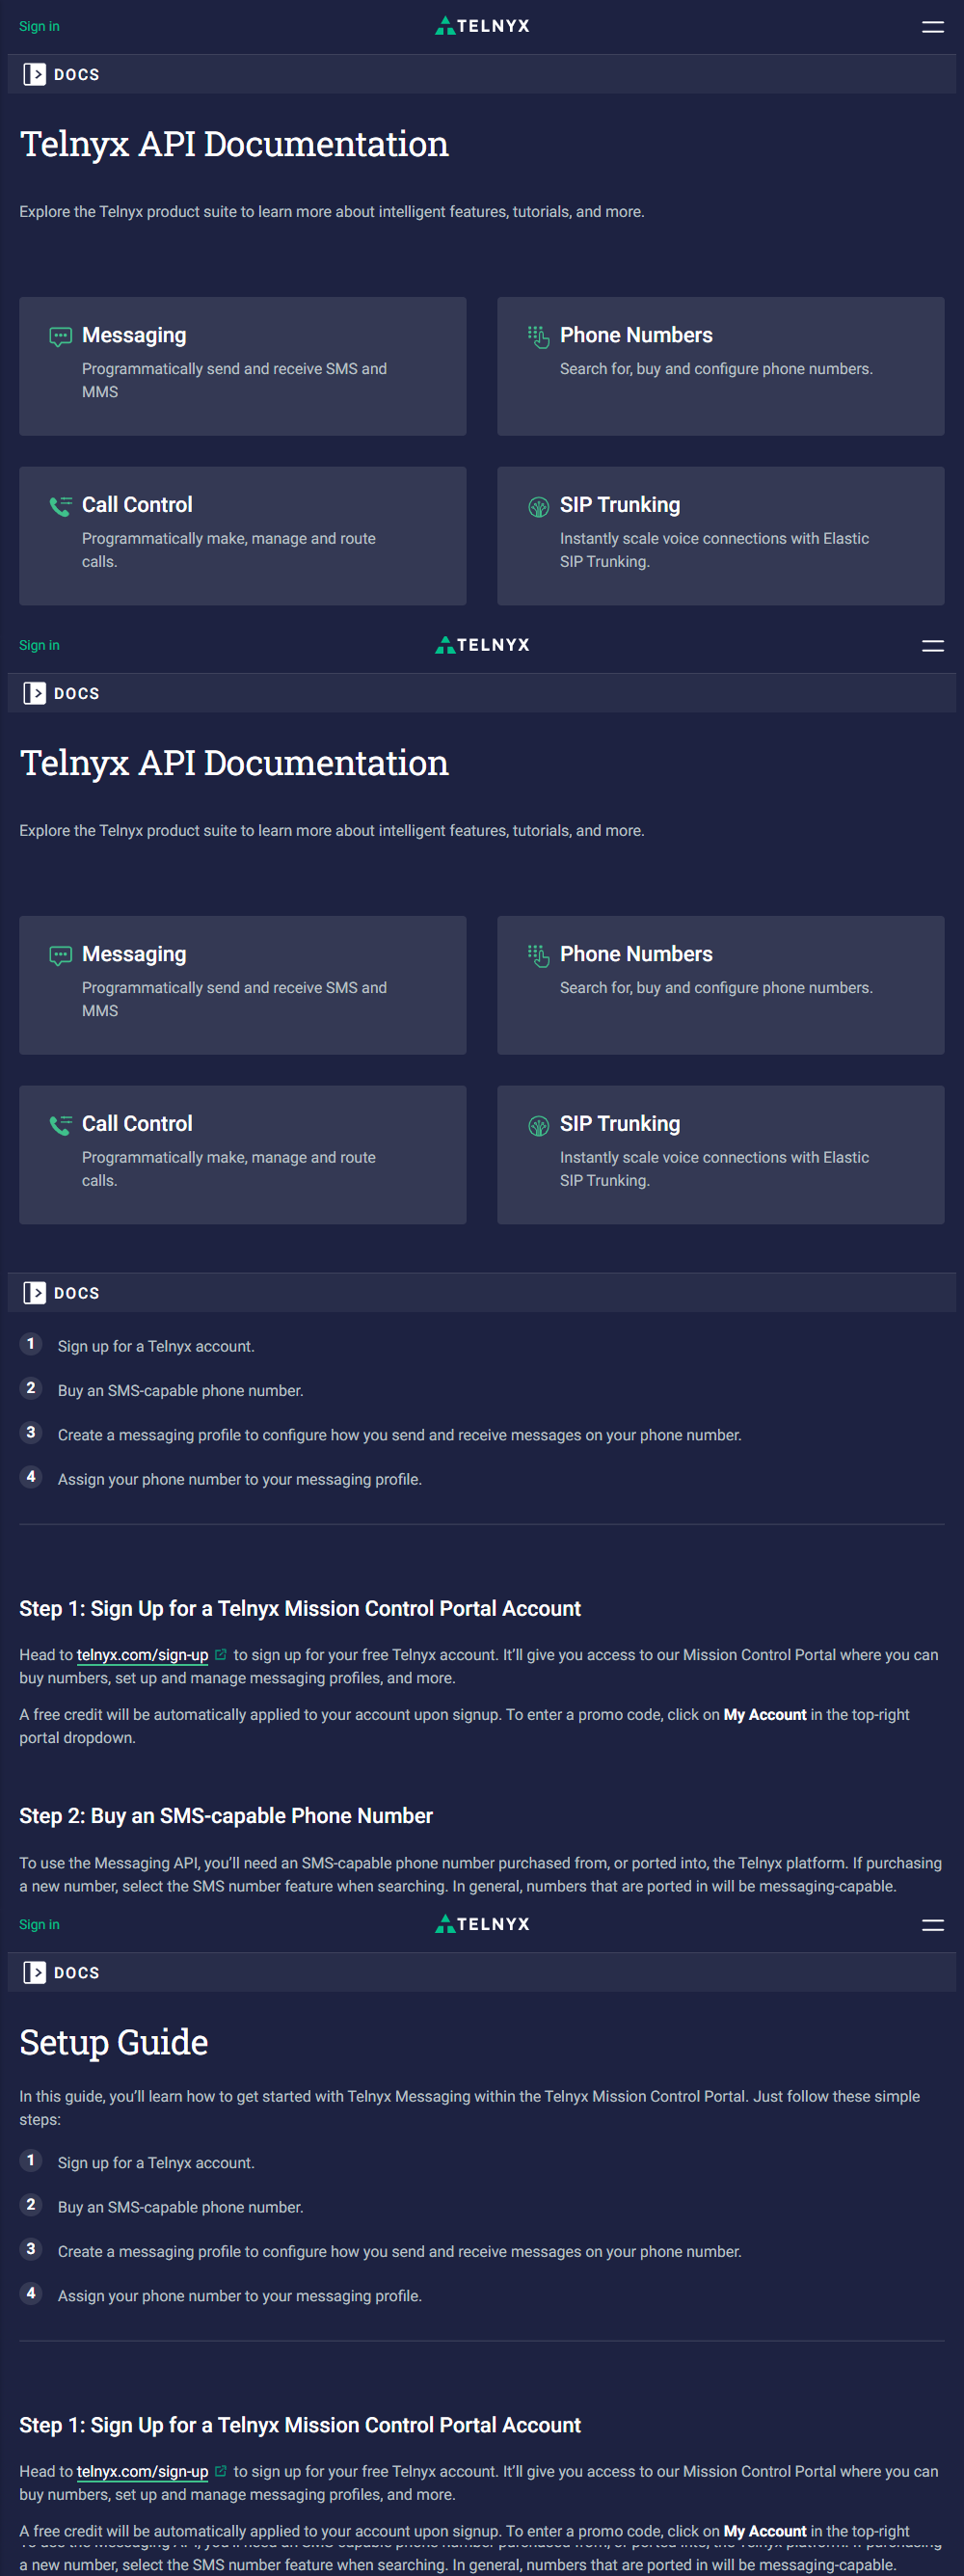 Sign in
TELNYX
DOCS
Telnyx API Documentation
Explore the Telnyx product suite to learn more about intelligent features, tutorials, and more.
Messaging
Programmatically send and receive SMS and
MMS
Phone Numbers
Search for, buy and configure phone numbers.
Call Control
Programmatically make, manage and route
calls.
SIP Trunking
Instantly scale voice connections with Elastic
SIP Trunking.
Sign in
TELNYX
DOCS
Telnyx API Documentation
Explore the Telnyx product suite to learn more about intelligent features, tutorials, and more.
Messaging
Programmatically send and receive SMS and
MMS
Phone Numbers
Search for, buy and configure phone numbers.
Call Control
Programmatically make, manage and route
calls.
SIP Trunking
Instantly scale voice connections with Elastic
SIP Trunking.
DOCS
1 Sign up for a Telnyx account.
2 Buy an SMS-capable phone number.
3 Create a messaging profile to configure how you send and receive messages on your phone number.
4 Assign your phone number to your messaging profile.
Step 1: Sign Up for a Telnyx Mission Control Portal Account
Head to telnyx.com/sign-up to sign up for your free Telnyx account. It’ll give you access to our Mission Control Portal where you can
buy numbers, set up and manage messaging profiles, and more.
A free credit will be automatically applied to your account upon signup. To enter a promo code, click on My Account in the top-right
portal dropdown.
Step 2: Buy an SMS-capable Phone Number
To use the Messaging API, you’ll need an SMS-capable phone number purchased from, or ported into, the Telnyx platform. If purchasing
a new number, select the SMS number feature when searching. In general, numbers that are ported in will be messaging-capable.
Sign in
TELNYX
DOCS
Setup Guide
In this guide, you’ll learn how to get started with Telnyx Messaging within the Telnyx Mission Control Portal. Just follow these simple
steps:
1 Sign up for a Telnyx account.
2 Buy an SMS-capable phone number.
3 Create a messaging profile to configure how you send and receive messages on your phone number.
4 Assign your phone number to your messaging profile.
Step 1: Sign Up for a Telnyx Mission Control Portal Account
Head to telnyx.com/sign-up to sign up for your free Telnyx account. It’ll give you access to our Mission Control Portal where you can
buy numbers, set up and manage messaging profiles, and more.
A free credit will be automatically applied to your account upon signup. To enter a promo code, click on My Account in the top-right
a new number, select the SMS number feature when searching. In general, numbers that are ported in will be messaging-capable.